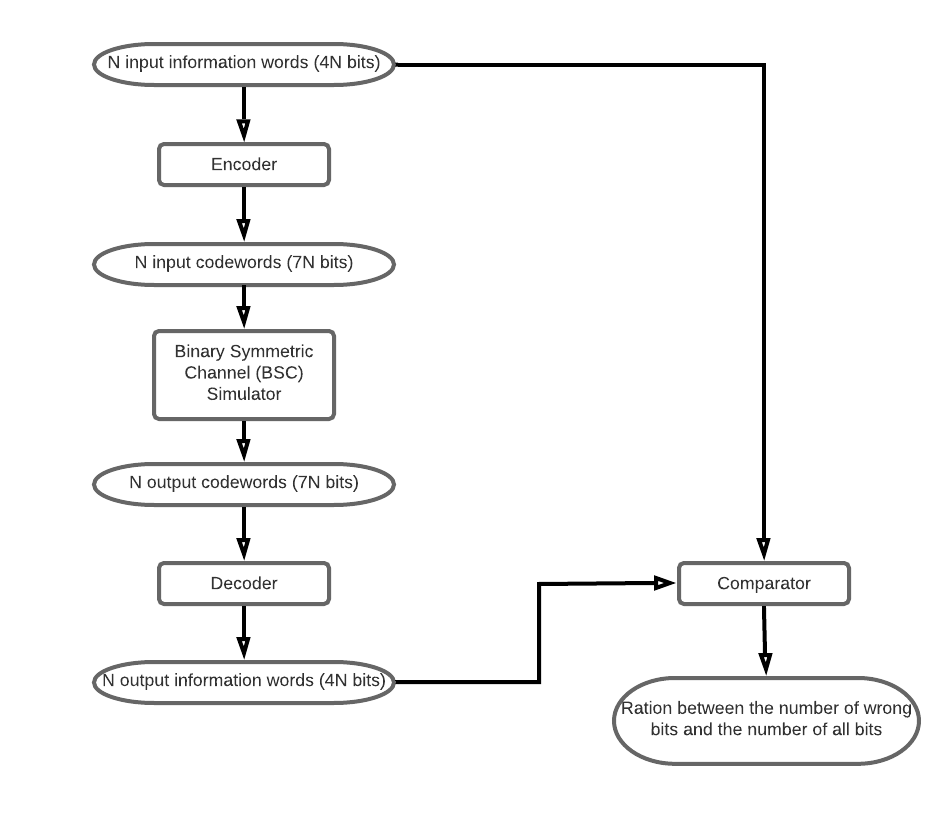 N input information words (4N bits)
Encoder
N input codewords (7N bits)
Binary Symmetric
Channel (BSC)
Simulator
N output codewords (7N bits)
Decoder
Comparator
N output information words (4N bits)
Ration between the number of wrong
bits and the number of all bits